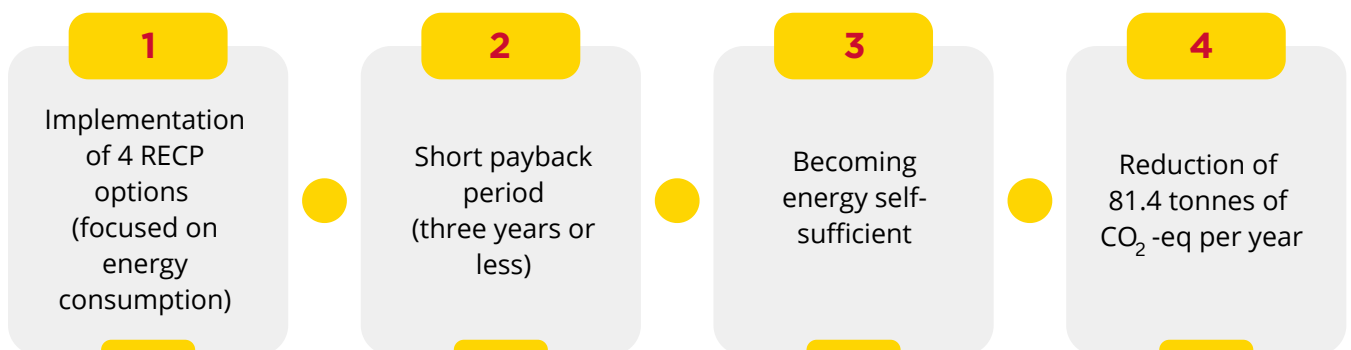 1
Implementation
of 4 RECP
options
(focused on
energy
consumption)
2
Short payback
period
(three years or
less)
3
Becoming
energy self-
sufficient
4
Reduction of
81.4 tonnes of
CO₂ -eq per year